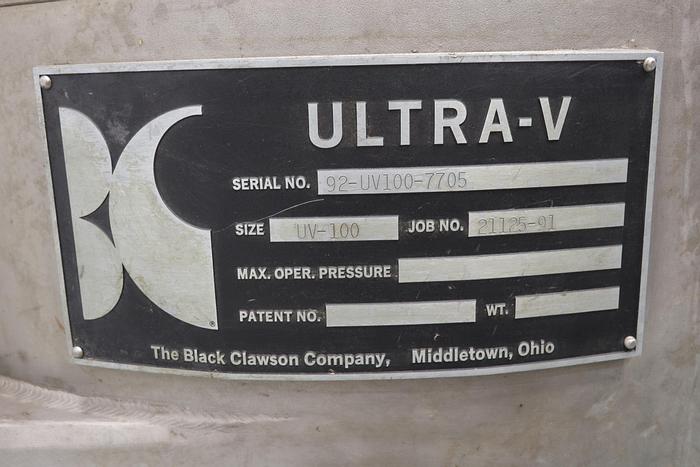 ULTRA-V
SERIAL NO. 92-UV100-7705
SIZE UV-100 JOB NO. 21125-91
MAX. OPER. PRESSURE
PATENT NO. WT.
®
The Black Clawson Company, Middletown, Ohio